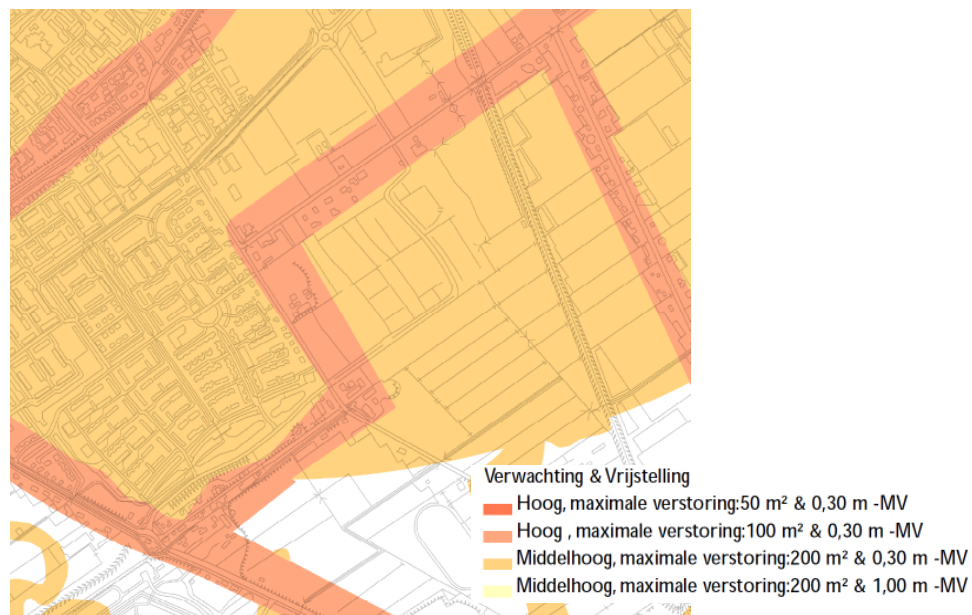 Verwachting & Vrijstelling
Hoog, maximale verstoring:50 m² & 0,30 m -MV
Hoog , maximale verstoring:100 m² & 0,30 m -MV
Middelhoog, maximale verstoring:200 m² & 0,30 m -MV
Middelhoog, maximale verstoring:200 m² & 1,00 m -MV